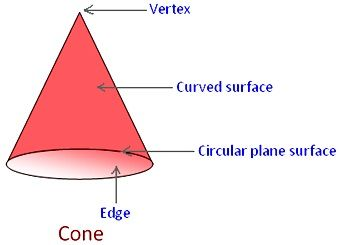 Vertex
Curved surface
Circular plane surface
Edge
Cone